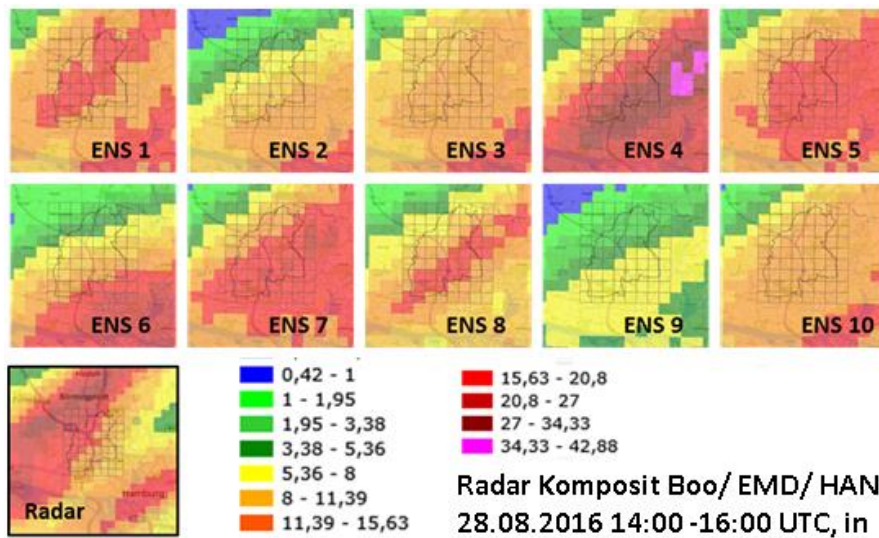 ENS 1
ENS 2
ENS 3
ENS 4
ENS 5
ENS 6
ENS 7
ENS 8
ENS 9
ENS 10
Radar
Hamburg
0,42 - 1
1 - 1,95
1,95 - 3,38
3,38 - 5,36
5,36 - 8
8 - 11,39
11,39 - 15,63
15,63 - 20,8
20,8 - 27
27 - 34,33
34,33 - 42,88
Radar Komposit Boo/ EMD/ HAN
28.08.2016 14:00 -16:00 UTC, in